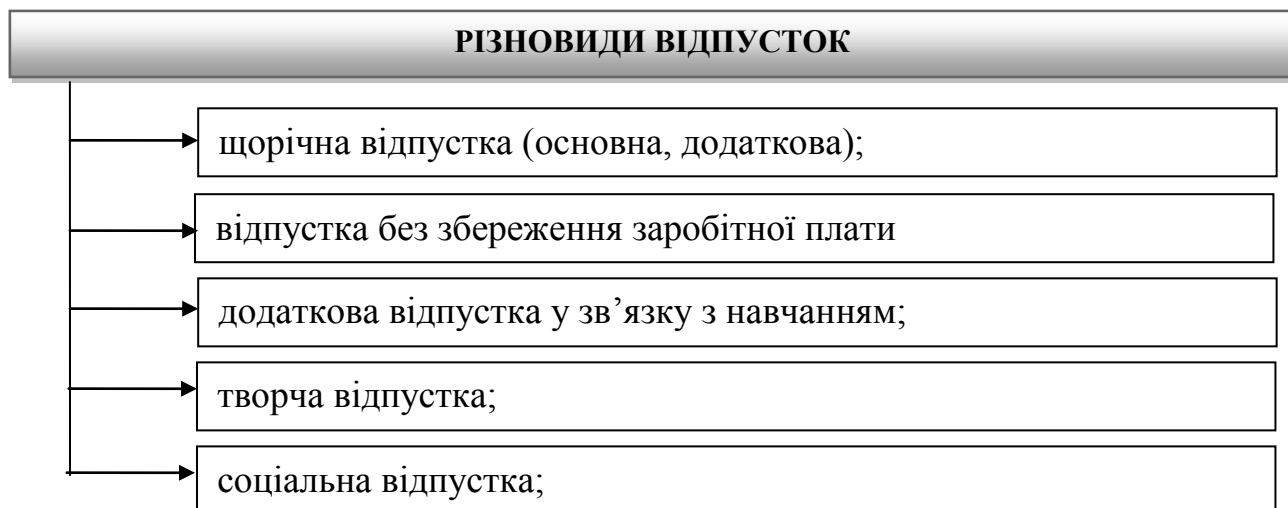 РІЗНОВИДИ ВІДПУСТОК
щорічна відпустка (основна, додаткова);
відпустка без збереження заробітної плати
додаткова відпустка у зв’язку з навчанням;
творча відпустка;
соціальна відпустка;